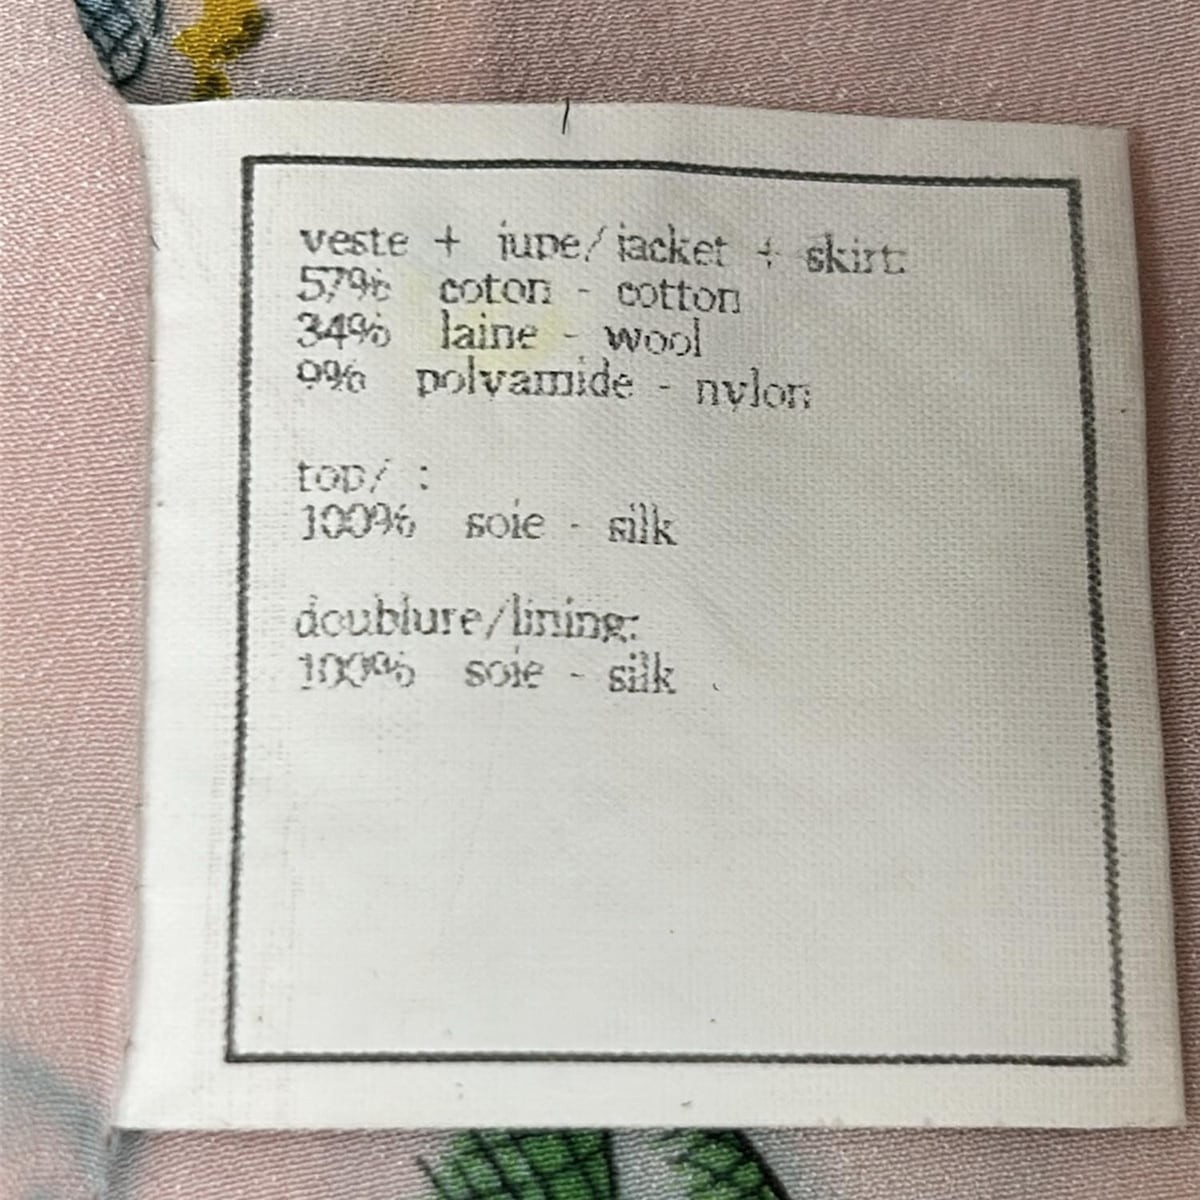 veste + jupe/jacket + skirt:
57% coton - cotton
34% laine - wool
9% polyamide - nylon
top/ :
100% soie - silk
doublure/lining:
100% soie - silk